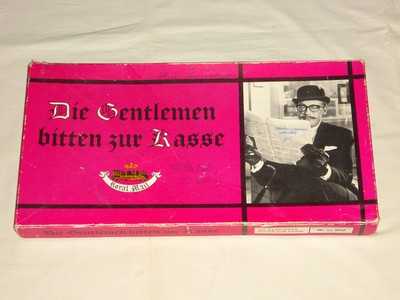 Die Gentlemen
bitten zur Kasse
Royal Mail
Die Gentlemen bitten zur Kasse